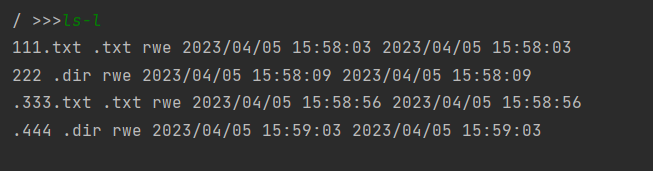 / >>>ls-l
111.txt .txt rwe 2023/04/05 15:58:03 2023/04/05 15:58:03
222 .dir rwe 2023/04/05 15:58:09 2023/04/05 15:58:09
.333.txt .txt rwe 2023/04/05 15:58:56 2023/04/05 15:58:56
.444 .dir rwe 2023/04/05 15:59:03 2023/04/05 15:59:03